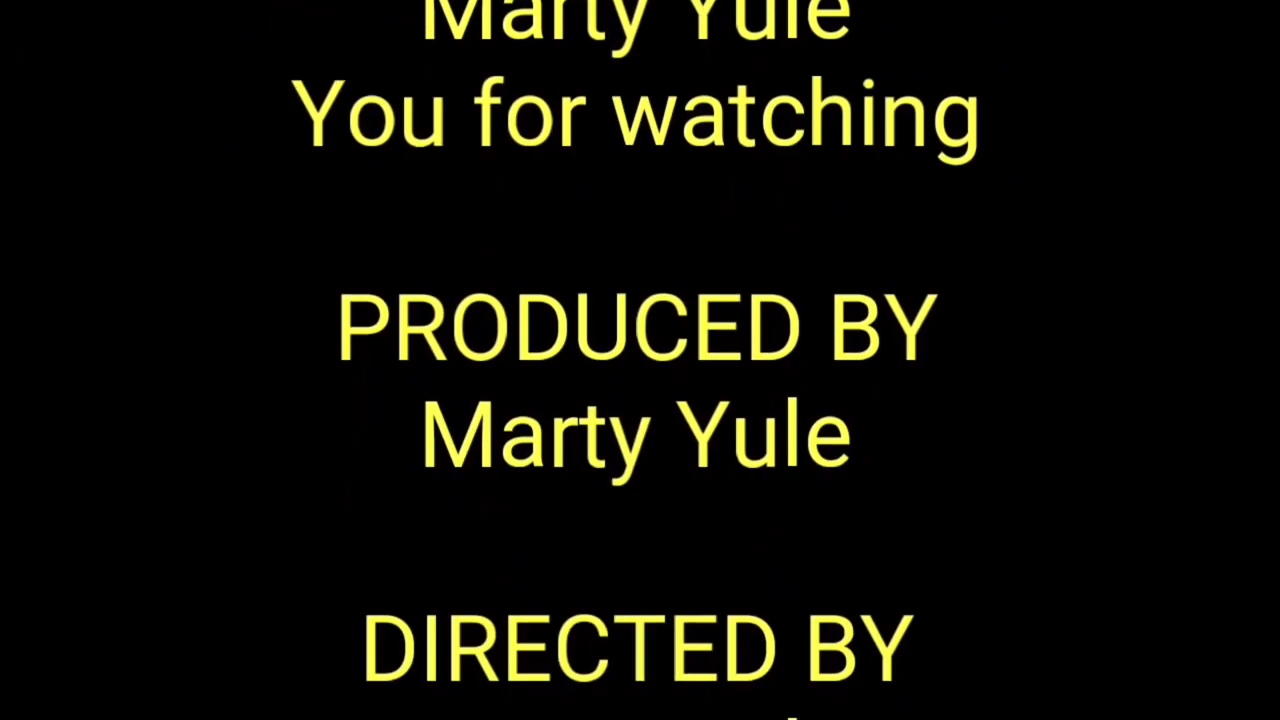 Marty Yule
You for watching
PRODUCED BY
Marty Yule
DIRECTED BY